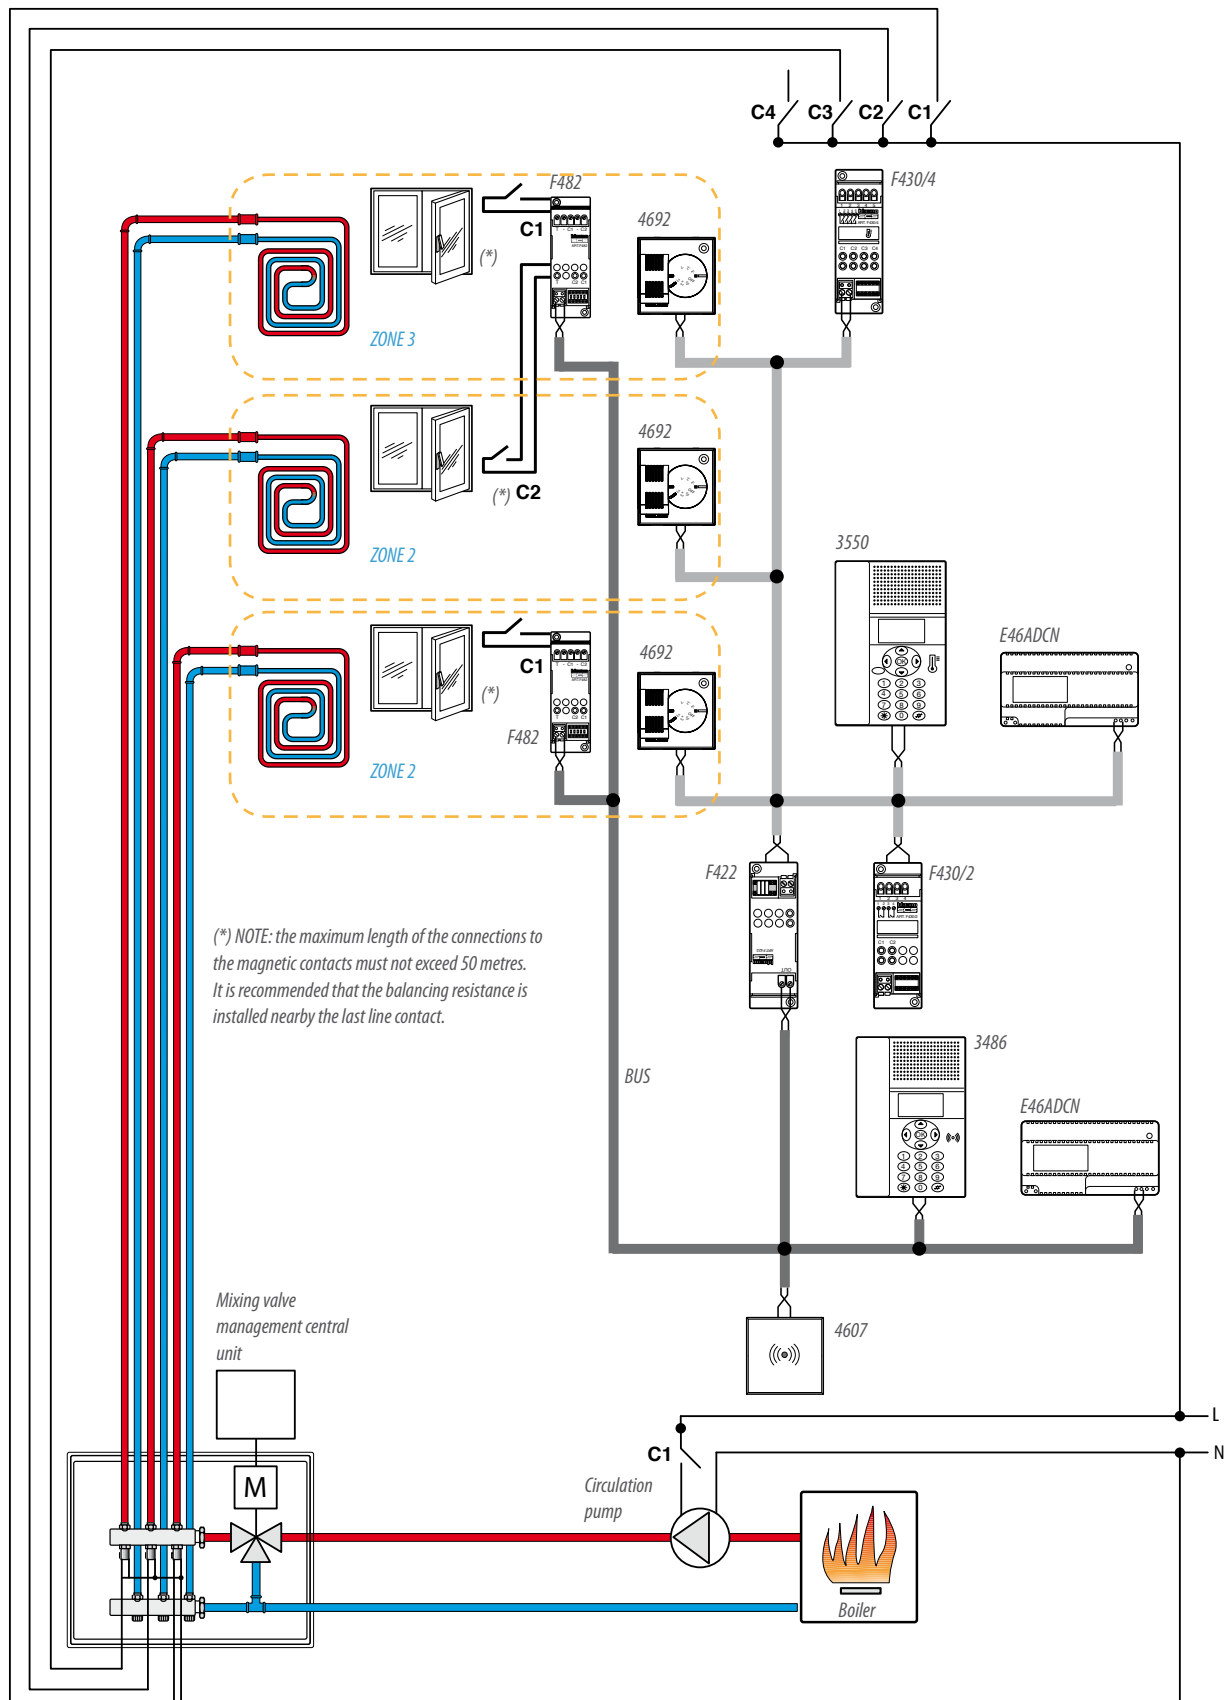 C4
C3
C2
C1
F482
F430/4
4692
C1
(*)
ZONE 3
4692
(*)
C2
ZONE 2
3550
E46ADCN
4692
C1
(*)
F482
ZONE 2
F422
F430/2
OUT
(*) NOTE: the maximum length of the connections to
the magnetic contacts must not exceed 50 metres.
It is recommended that the balancing resistance is
installed nearby the last line contact.
3486
BUS
E46ADCN
Mixing valve
management central
unit
4607
L
C1
N
M
Circulation
pump
Boiler